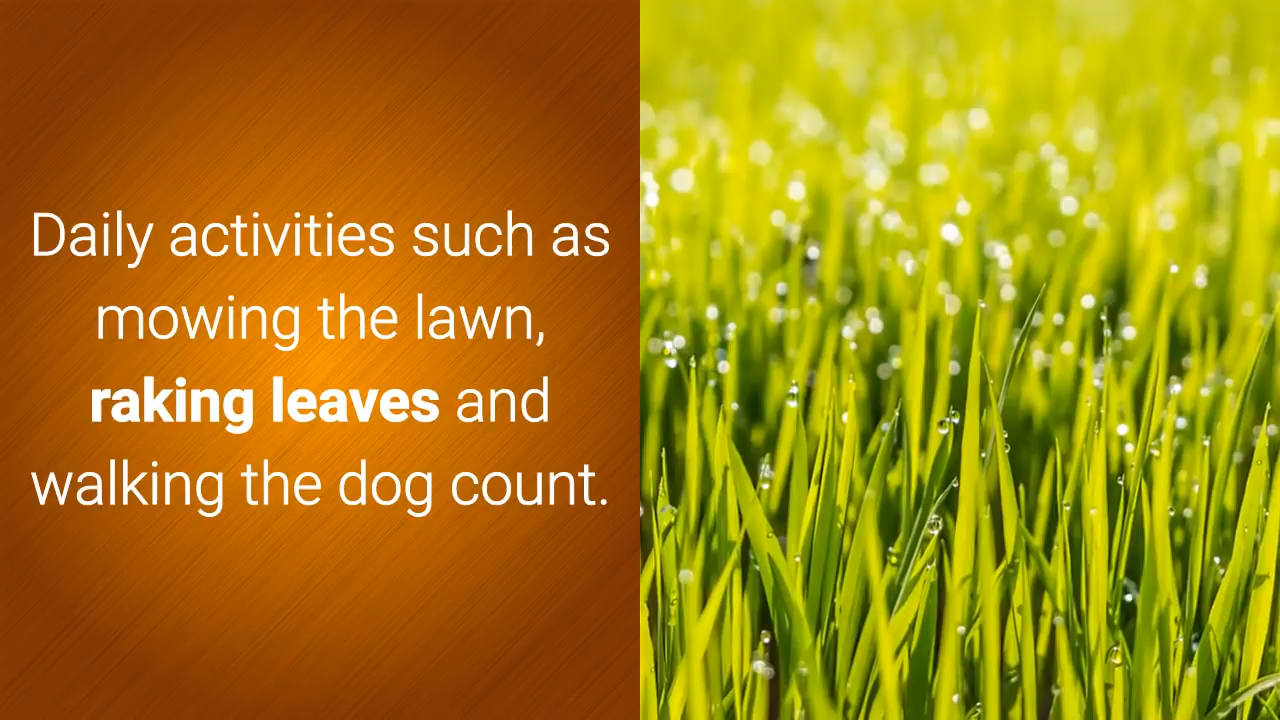 Daily activities such as
mowing the lawn,
raking leaves and
walking the dog count.